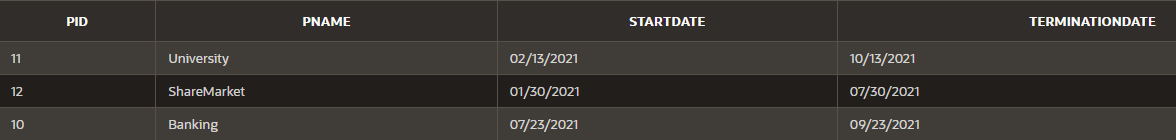 PID PNAME STARTDATE TERMINATIONDATE
11 University 02/13/2021 10/13/2021
12 ShareMarket 01/30/2021 07/30/2021
10 Banking 07/23/2021 09/23/2021